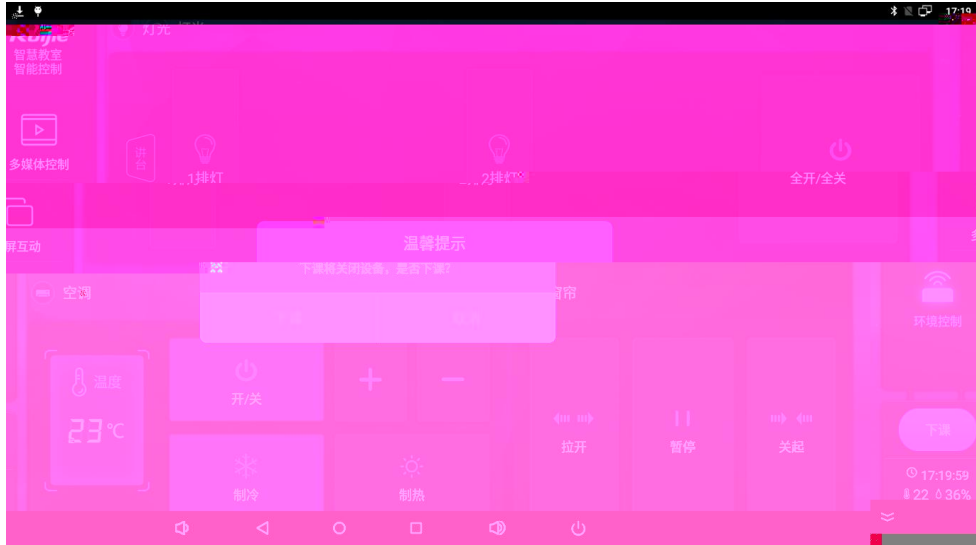 17:19
Ruijie
智慧教室
智能控制
灯光
多媒体控制
讲台
1排灯
2排灯
全开/全关
屏互动
温馨提示
下课将关闭设备，是否下课？
空调
窗帘
环境控制
温度
23℃
开/关
拉开
暂停
关起
下课
制冷
制热
17:19:59
22
36%